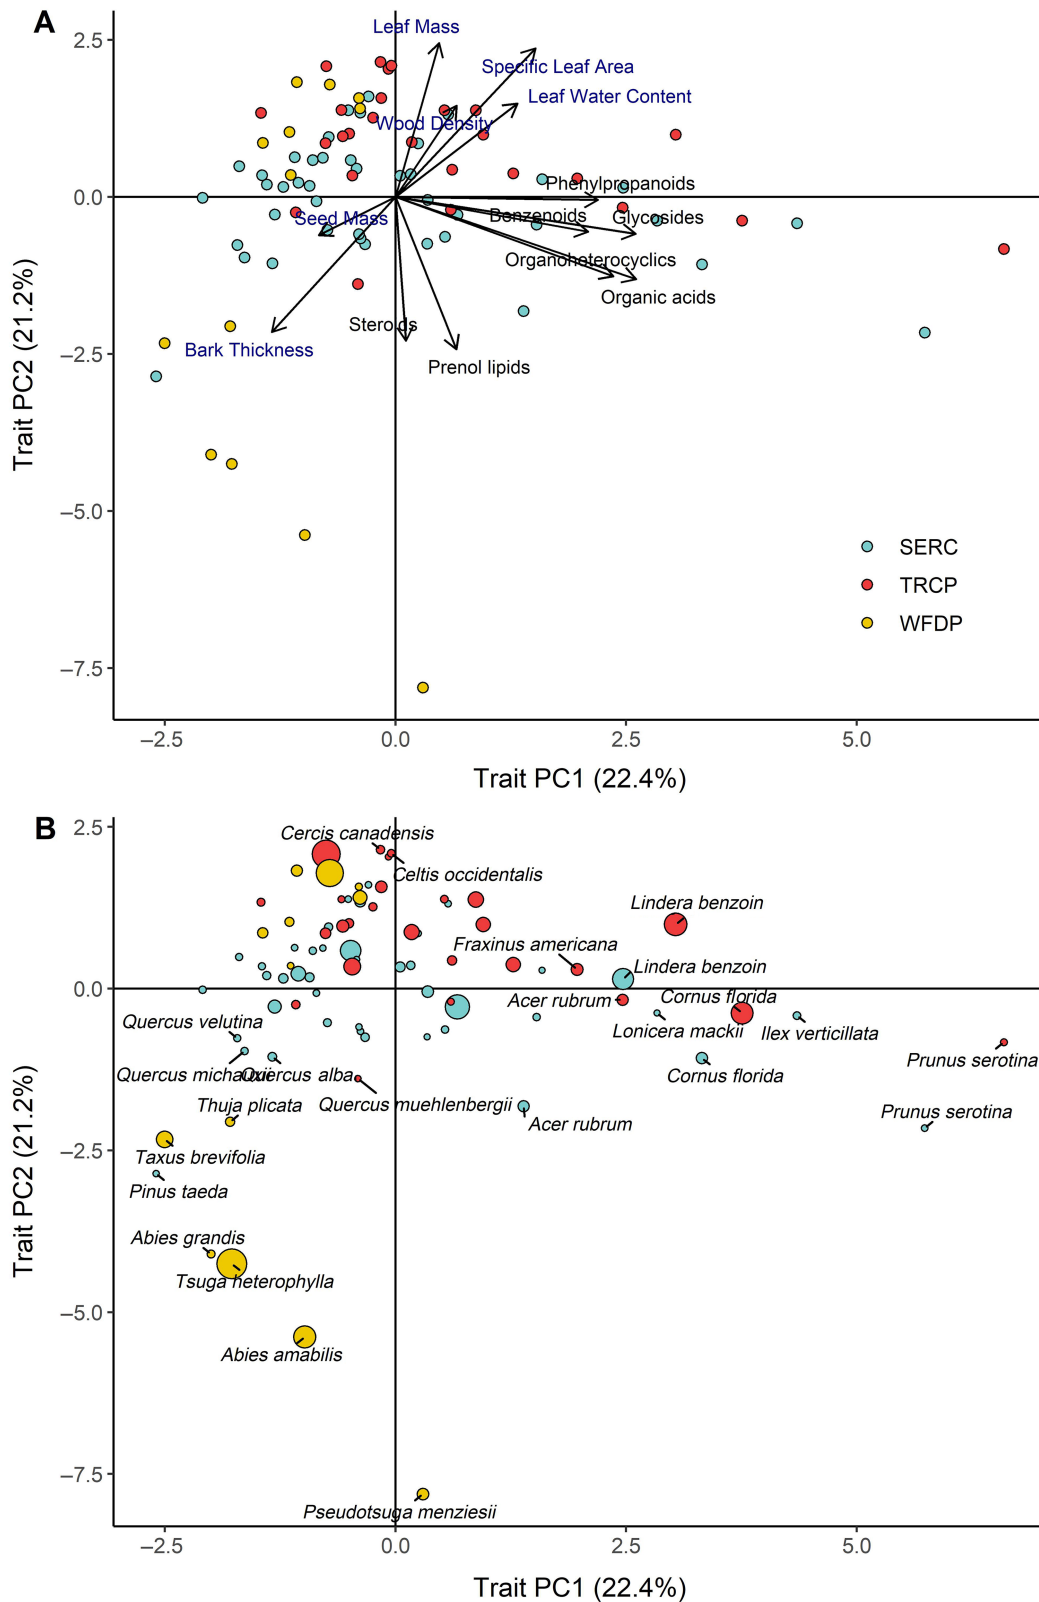 A
Leaf Mass
2.5
Specific Leaf Area
Leaf Water Content
Wood Density
Phenylpropanoids
0.0
Seed Mass
Benzenoids
Glycosides
Organoheterocyclics
Organic acids
Steroids
Bark Thickness
−2.5
Prenol lipids
Trait PC2 (21.2%)
−5.0
SERC
TRCP
WFDP
−7.5
−2.5
0.0
2.5
5.0
Trait PC1 (22.4%)
B
2.5
Cercis canadensis
Celtis occidentalis
Lindera benzoin
Fraxinus americana
Lindera benzoin
0.0
Acer rubrum
Cornus florida
Quercus velutina
Lonicera mackii
Ilex verticillata
Prunus serotina
Quercus michauxii
Quercus alba
Cornus florida
Thuja plicata
Quercus muehlenbergii
Prunus serotina
Acer rubrum
−2.5
Taxus brevifolia
Pinus taeda
Trait PC2 (21.2%)
Abies grandis
Tsuga heterophylla
−5.0
Abies amabilis
−7.5
Pseudotsuga menziesii
−2.5
0.0
2.5
5.0
Trait PC1 (22.4%)